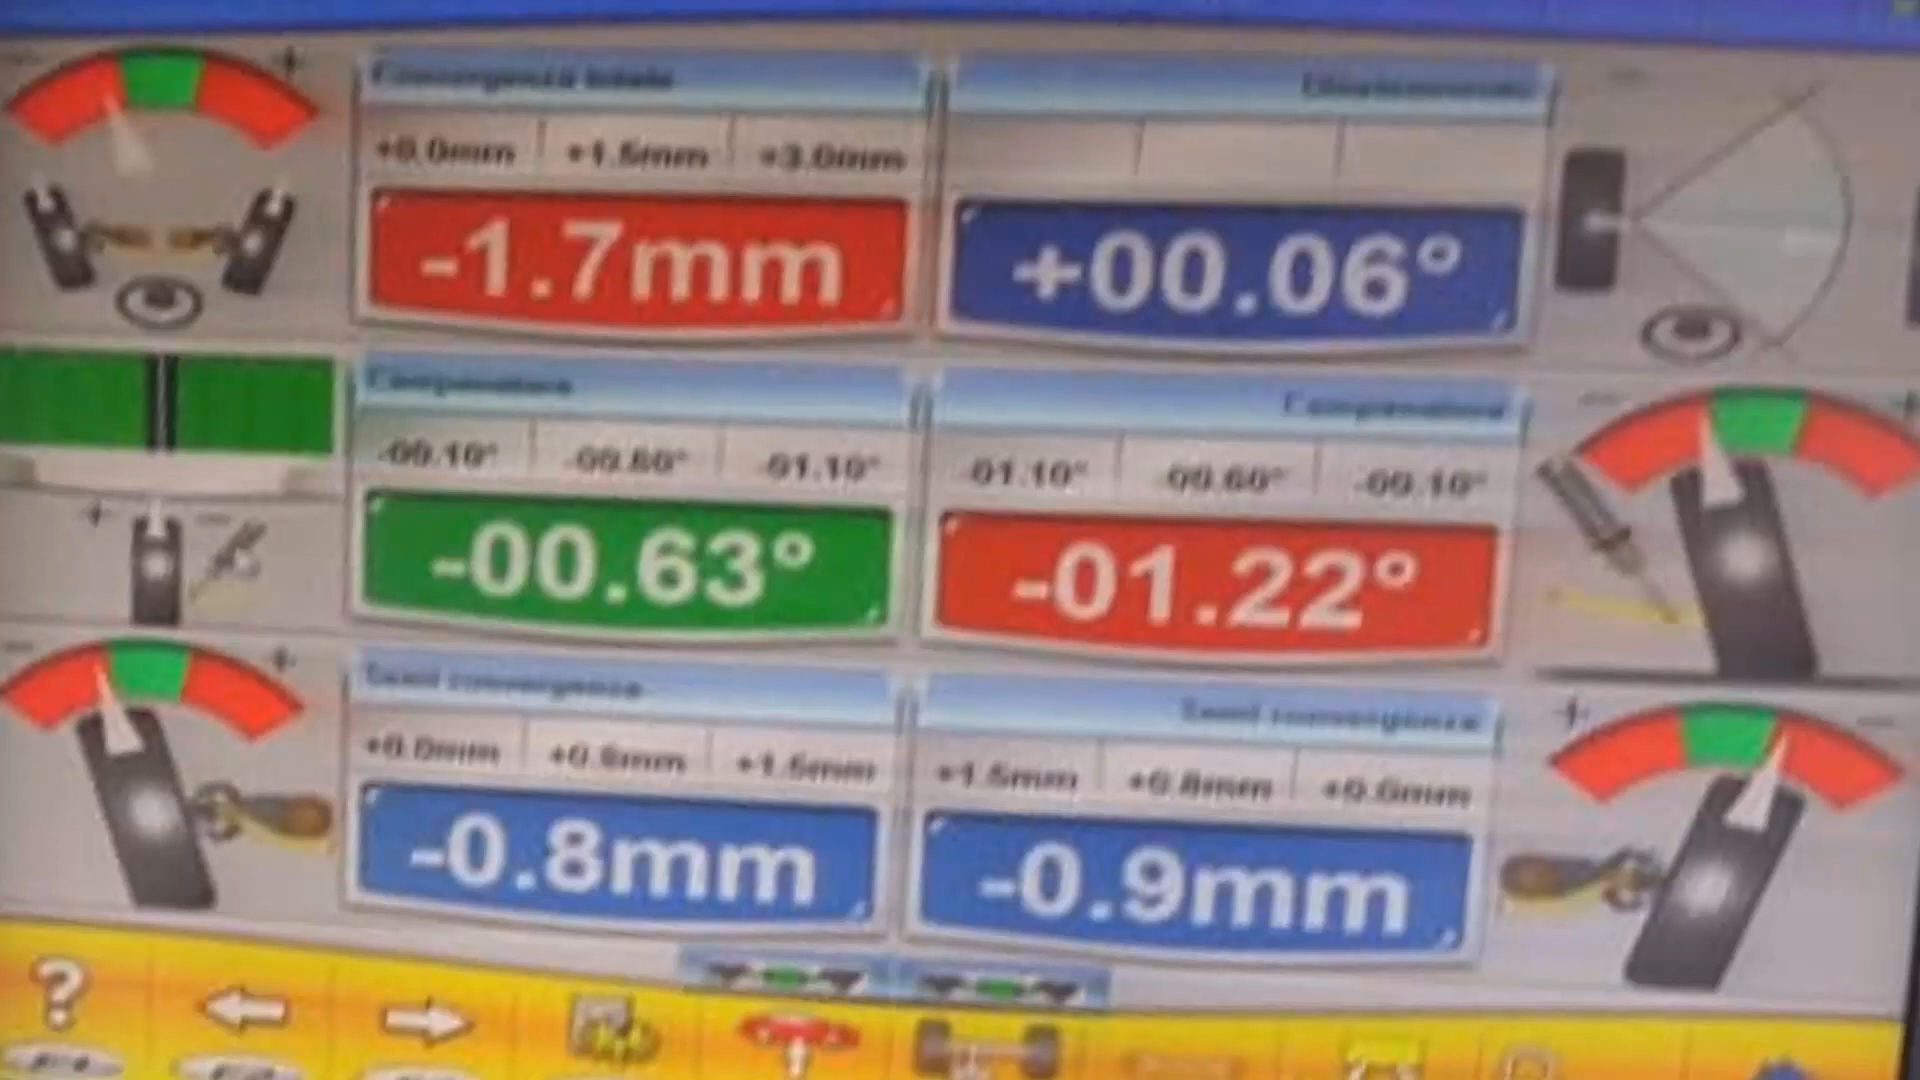 Convergenza totale
+0.0mm +1.5mm +3.0mm
-1.7mm
+00.06°
Campanatura
Campanatura
-00.10° -00.60° -01.10°
-01.10° -00.60° -00.10°
-00.63°
-01.22°
Semi convergenza
Semi convergenza
+0.0mm +0.8mm +1.5mm
+1.5mm +0.8mm +0.0mm
-0.8mm
-0.9mm
?